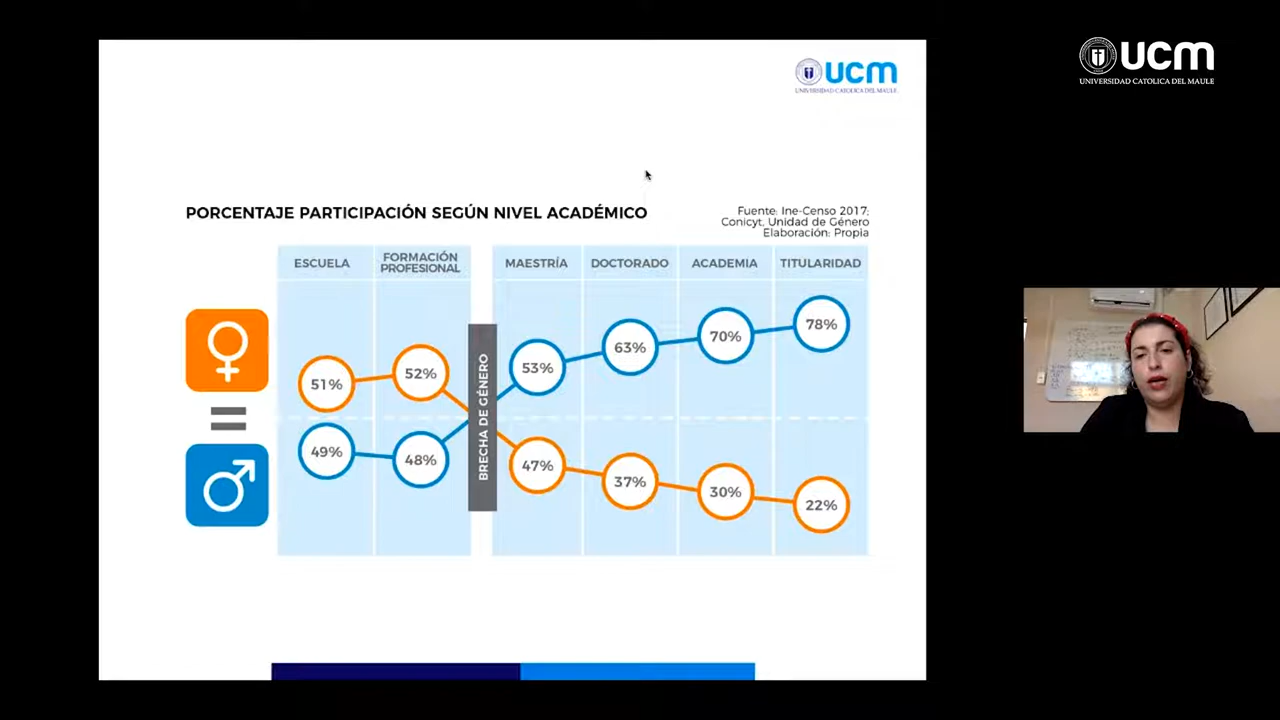 ucm
UNIVERSIDAD CATOLICA DEL MAULE
ucm
UNIVERSIDAD CATOLICA DEL MAULE
PORCENTAJE PARTICIPACIÓN SEGÚN NIVEL ACADÉMICO
Fuente: Ine-Censo 2017;
Conicyt, Unidad de Género
Elaboración: Propia
ESCUELA
FORMACIÓN
PROFESIONAL
MAESTRÍA
DOCTORADO
ACADEMIA
TITULARIDAD
51%
52%
53%
63%
70%
78%
BRECHA DE GÉNERO
49%
48%
47%
37%
30%
22%